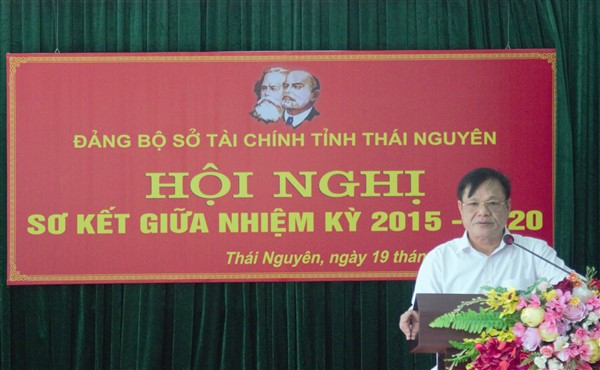 ĐẢNG BỘ SỞ TÀI CHÍNH TỈNH THÁI NGUYÊN
HỘI NGHỊ
SƠ KẾT GIỮA NHIỆM KỲ 2015 - 20
Thái Nguyên, ngày 19